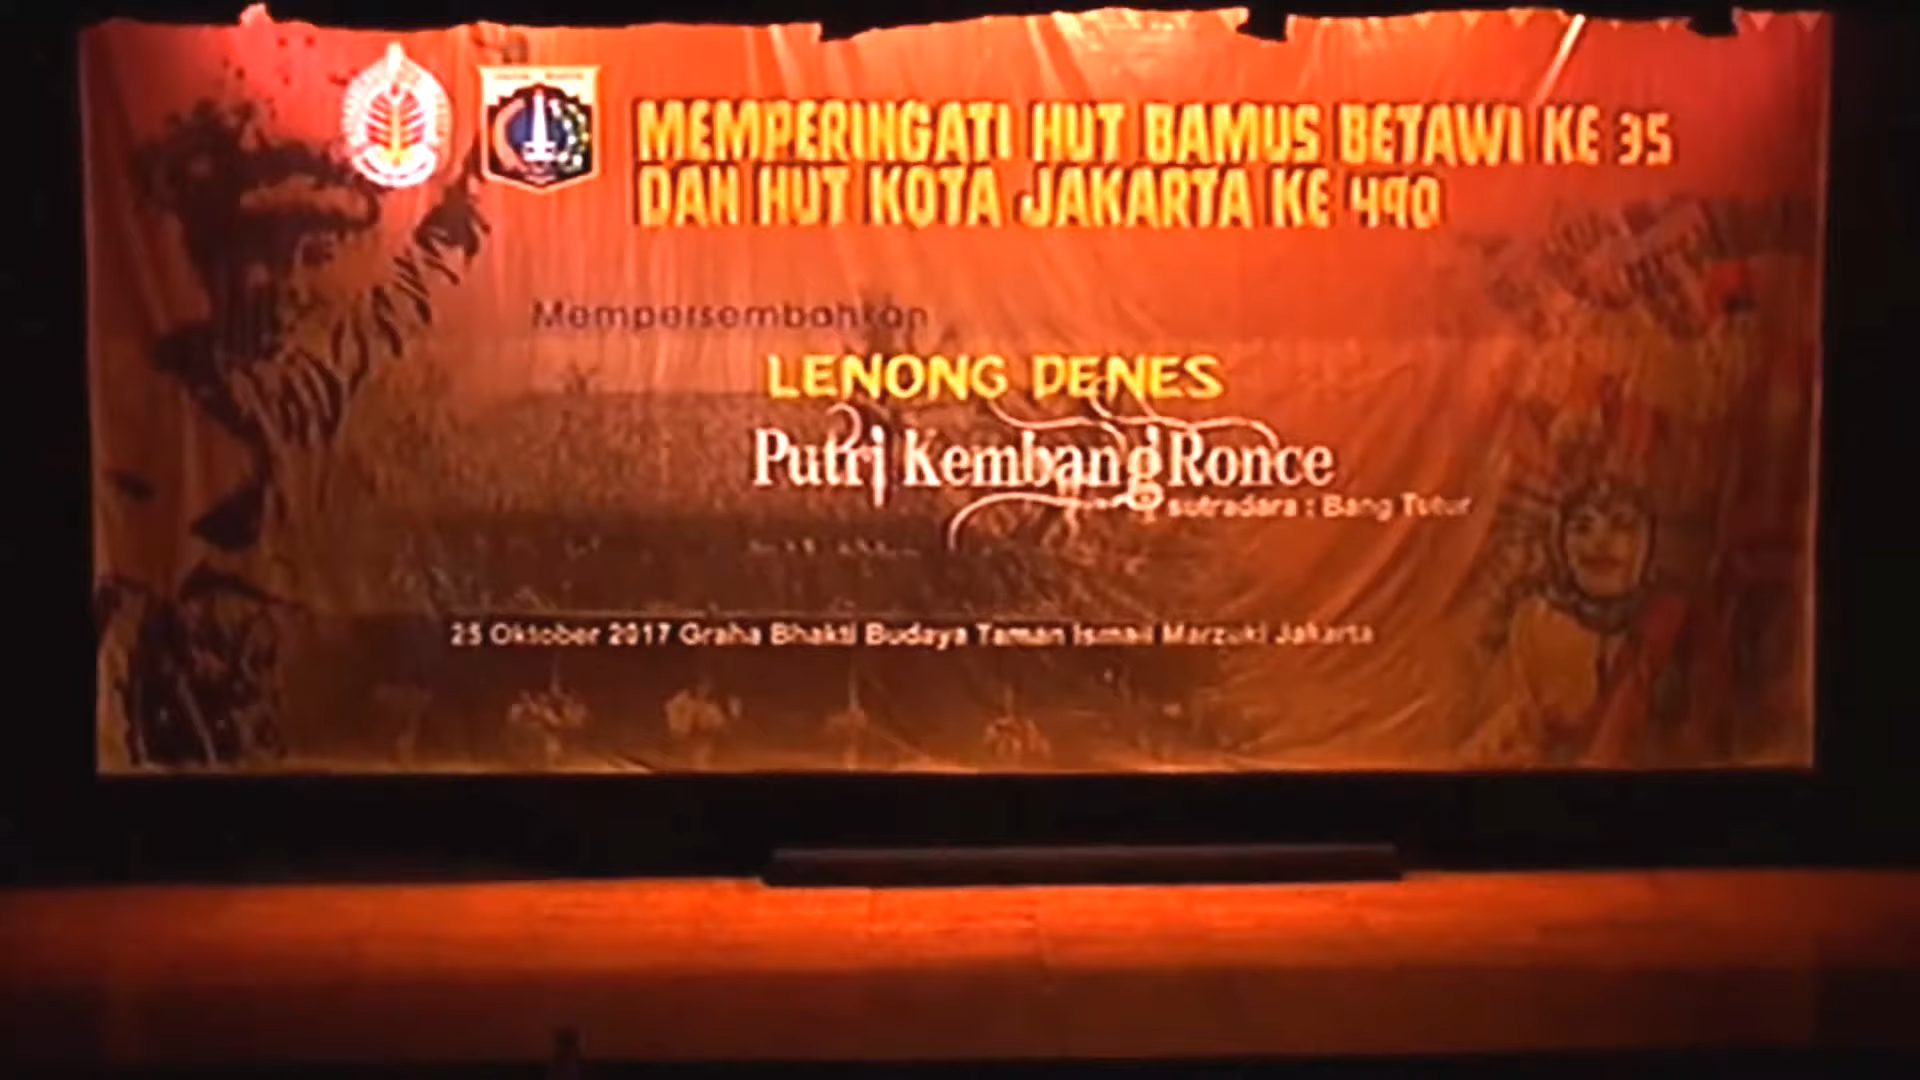 MEMPERINGATI HUT BAMUS BETAWI KE 35
DAN HUT KOTA JAKARTA KE 490
Mempersembahkan
LENONG DENES
Putri Kembang Ronce
sutradara : Bang Tutur
25 Oktober 2017 Graha Bhakti Budaya Taman Ismail Marzuki Jakarta